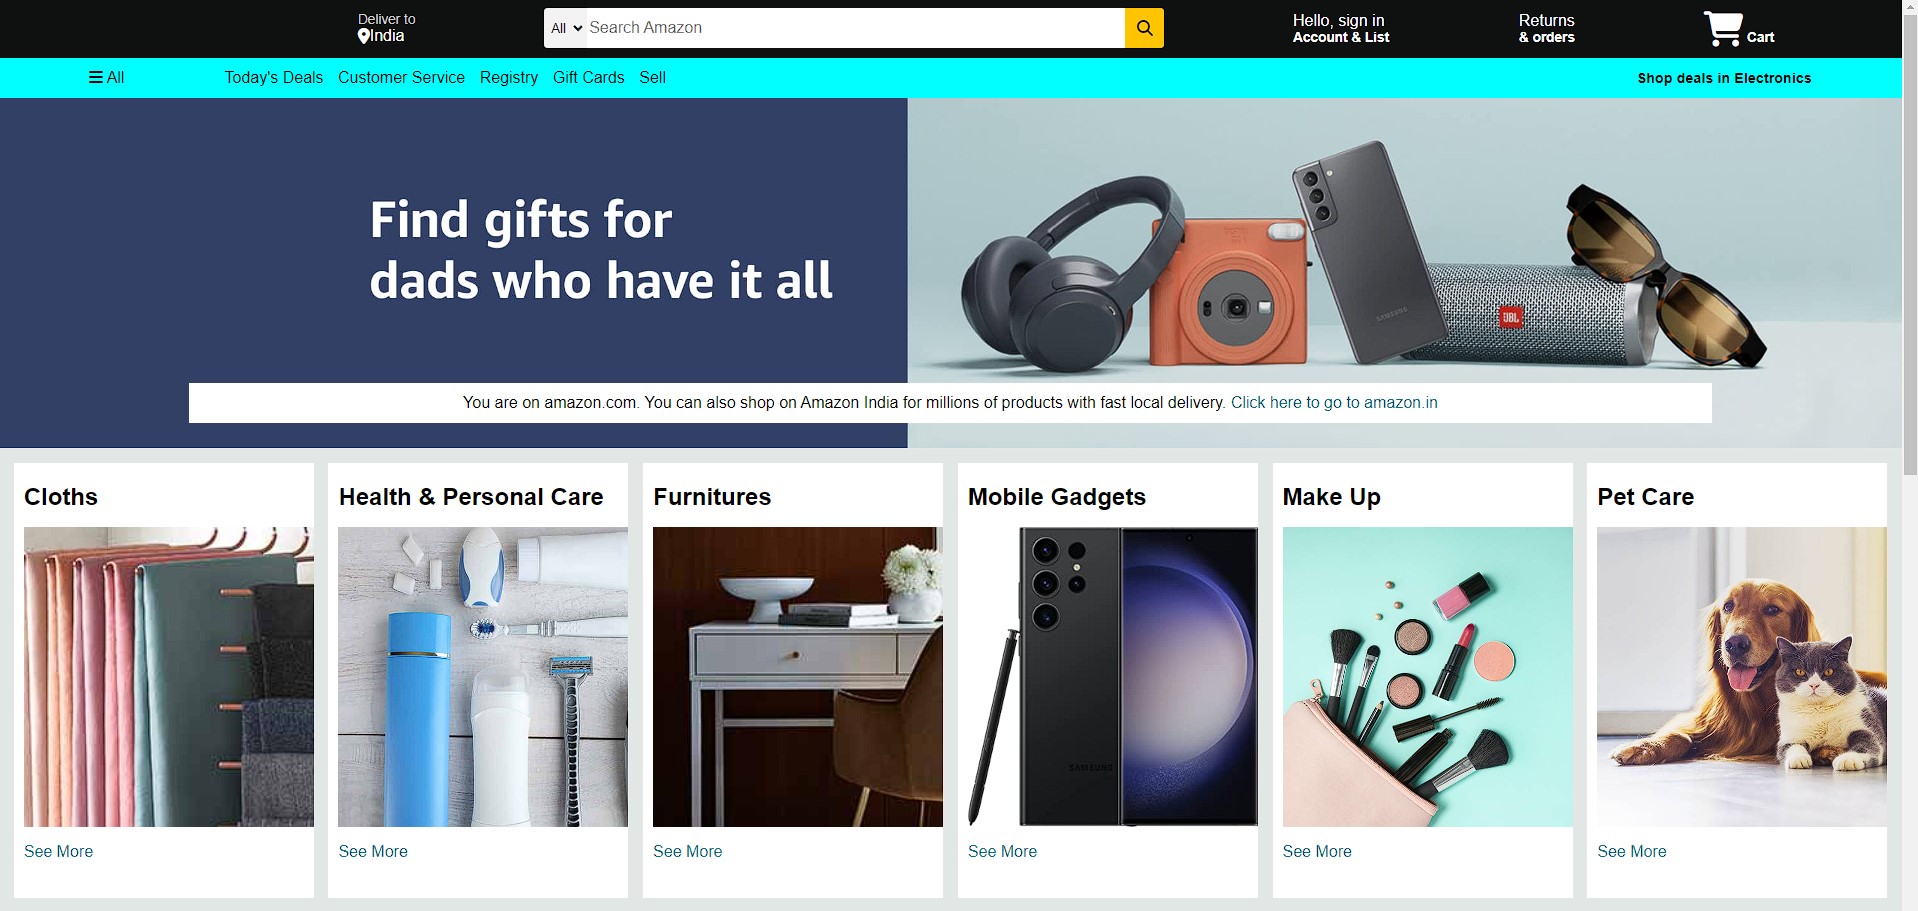 Deliver to
India
All
Search Amazon
Hello, sign in
Account & List
Returns
& orders
Cart
All
Today's Deals
Customer Service
Registry
Gift Cards
Sell
Shop deals in Electronics
Find gifts for
dads who have it all
SAMSUNG
JBL
You are on amazon.com. You can also shop on Amazon India for millions of products with fast local delivery. Click here to go to amazon.in
Cloths
Health & Personal Care
Furnitures
Mobile Gadgets
Make Up
Pet Care
SAMSUNG
See More
See More
See More
See More
See More
See More